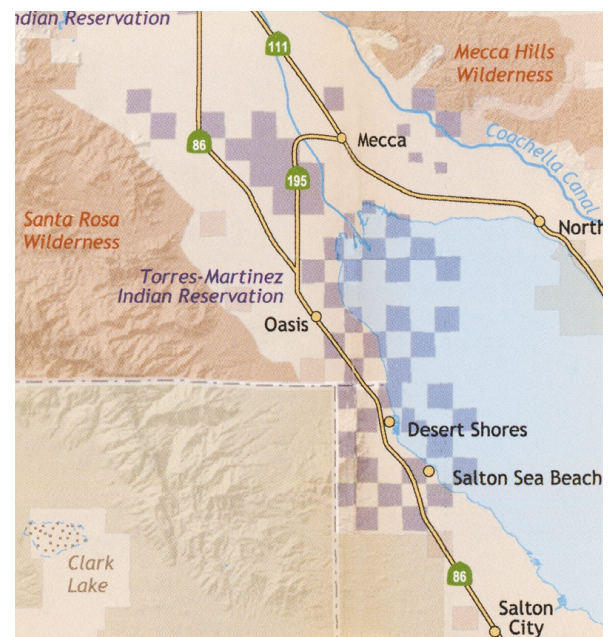 ndian Reservation
111
Mecca Hills
Wilderness
86
Mecca
Coachella Canal
195
Santa Rosa
Wilderness
North
Torres-Martinez
Indian Reservation
Oasis
Desert Shores
Salton Sea Beach
Clark
Lake
86
Salton
City